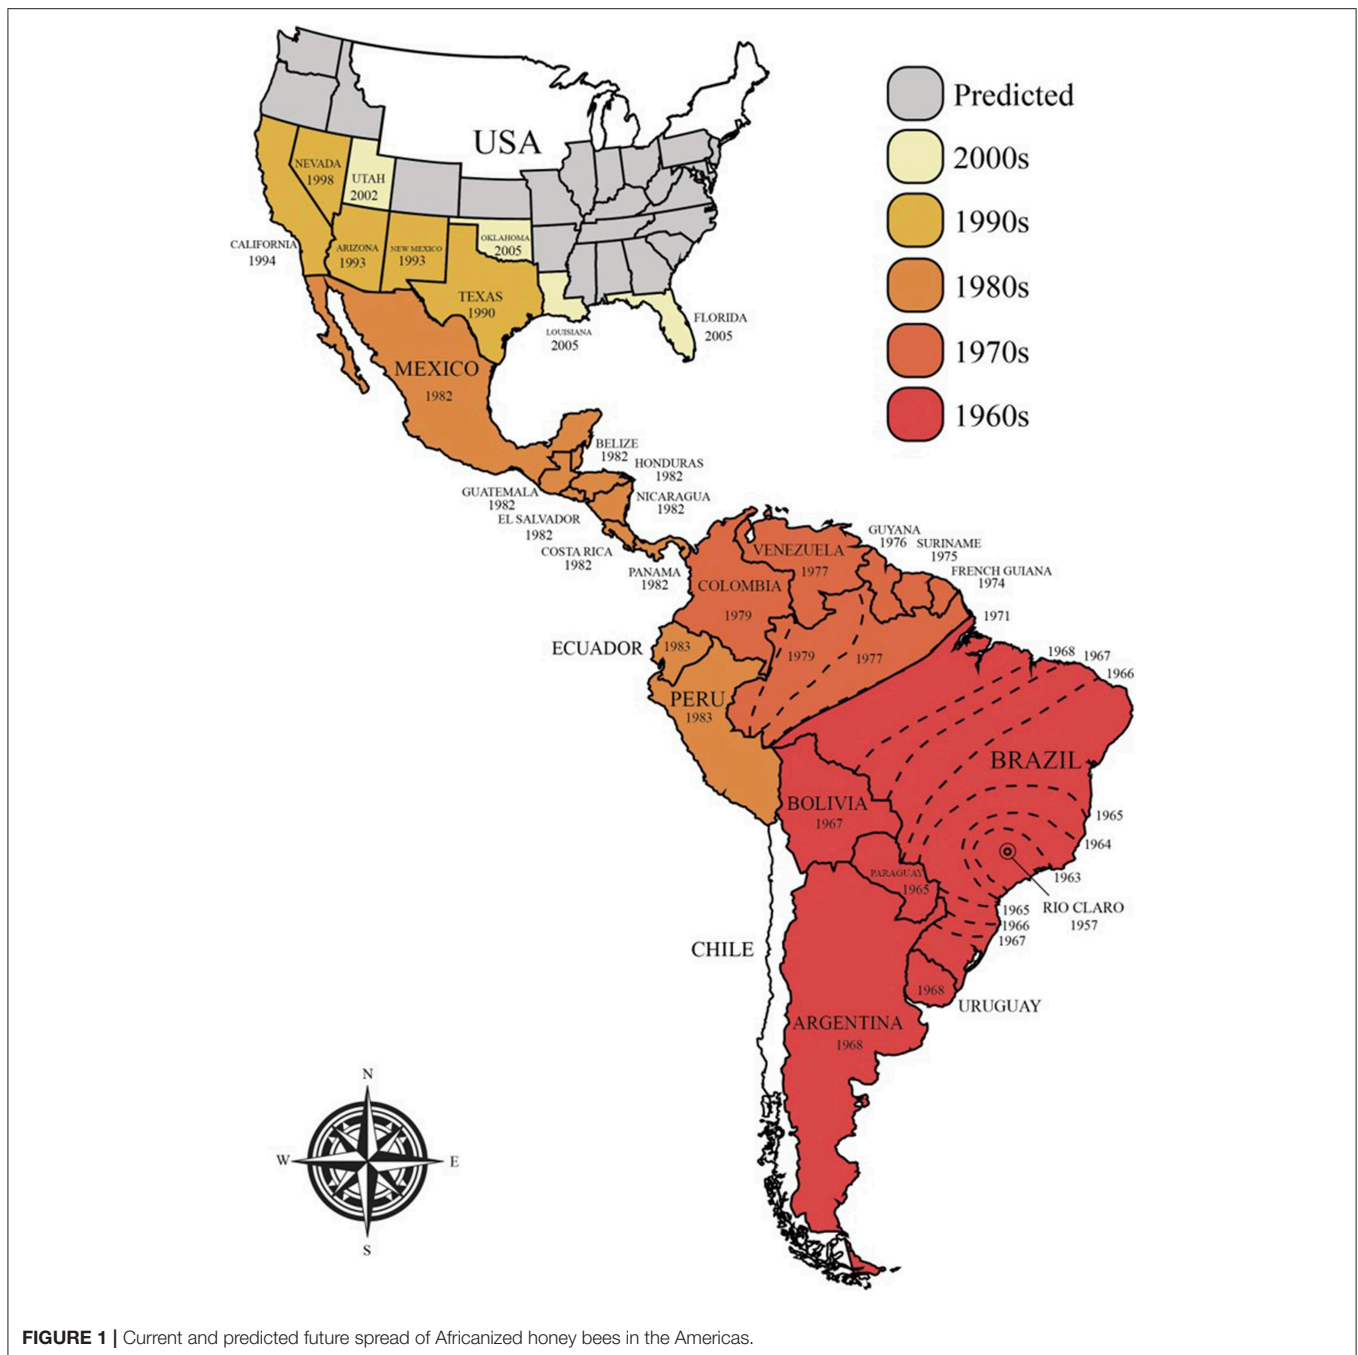 Predicted
2000s
1990s
1980s
1970s
1960s
USA
NEVADA
1998
UTAH
2002
CALIFORNIA
1994
ARIZONA
1993
NEW MEXICO
1993
OKLAHOMA
2005
TEXAS
1990
LOUISIANA
2005
FLORIDA
2005
MEXICO
1982
BELIZE
1982
HONDURAS
1982
GUATEMALA
1982
NICARAGUA
1982
EL SALVADOR
1982
COSTA RICA
1982
PANAMA
1982
VENEZUELA
1977
GUYANA
1976
SURINAME
1975
FRENCH GUIANA
1974
COLOMBIA
1979
1971
ECUADOR
1983
1979
1977
1968
1967
1966
PERU
1983
BRAZIL
BOLIVIA
1967
1965
1964
1963
PARAGUAY
1965
RIO CLARO
1957
1965
1966
1967
CHILE
1968
URUGUAY
ARGENTINA
1968
N
W
E
S
FIGURE 1 | Current and predicted future spread of Africanized honey bees in the Americas.